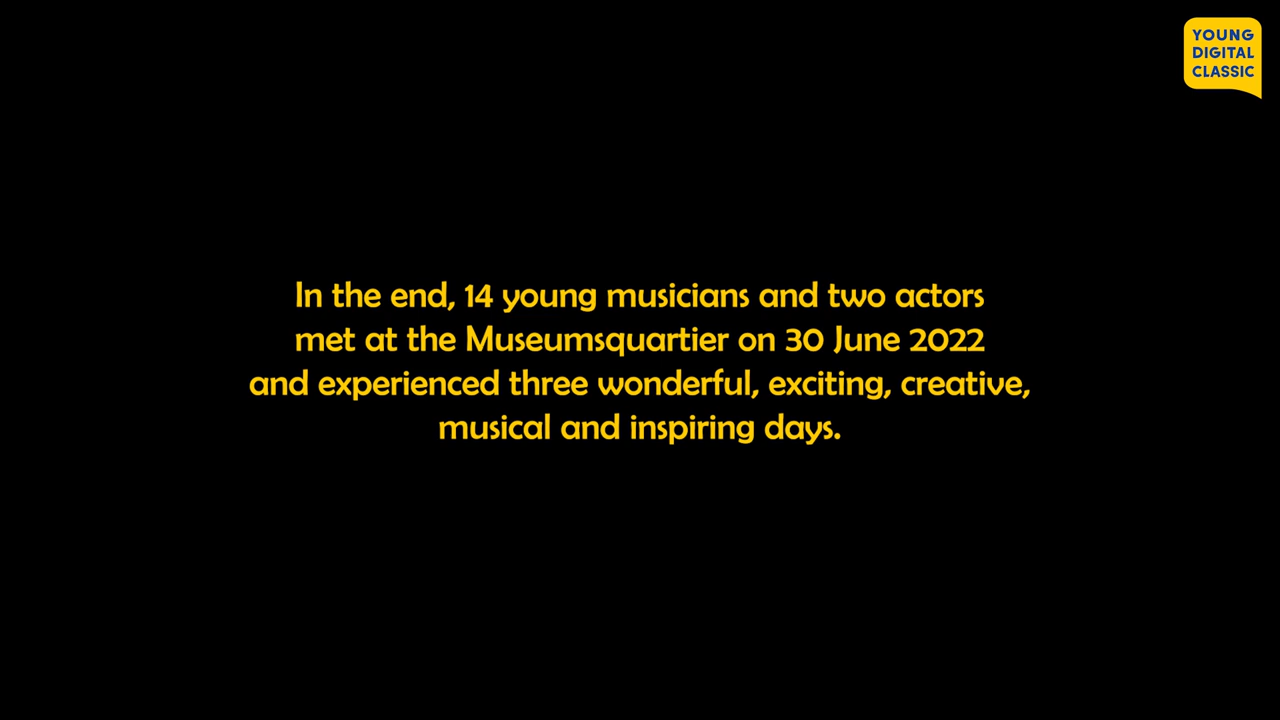 YOUNG
DIGITAL
CLASSIC
In the end, 14 young musicians and two actors
met at the Museumsquartier on 30 June 2022
and experienced three wonderful, exciting, creative,
musical and inspiring days.